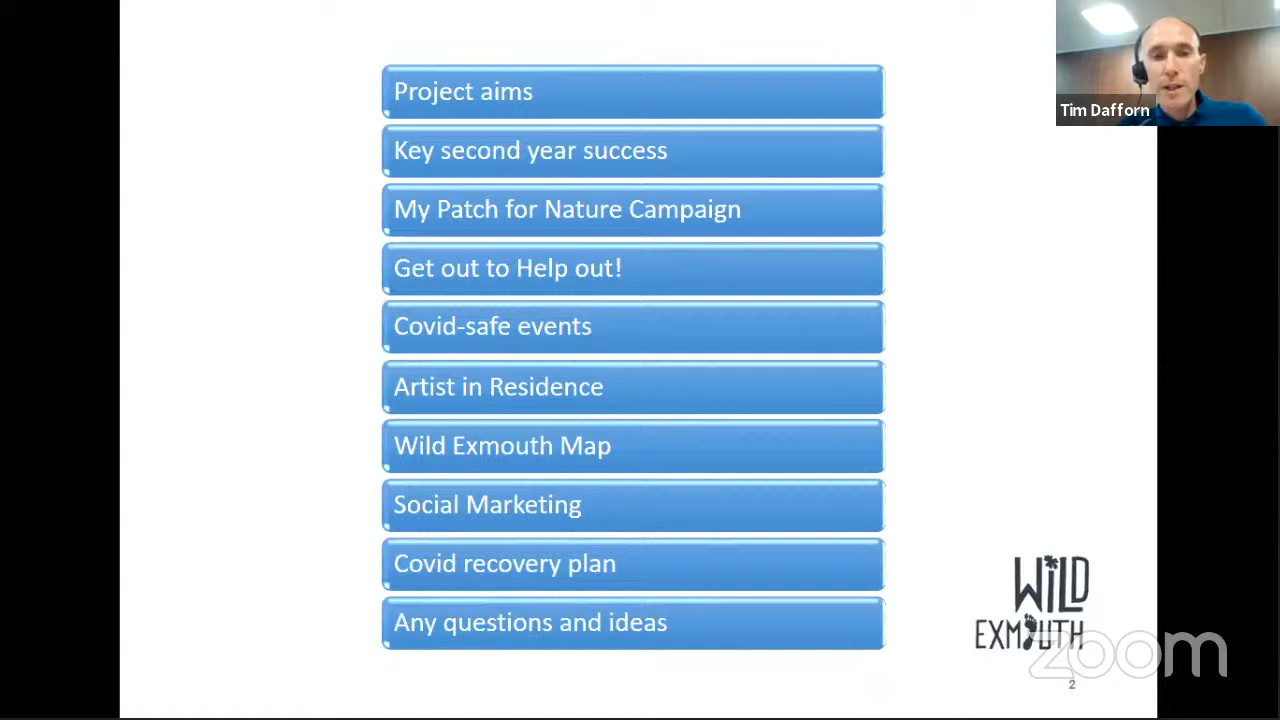 Project aims
Key second year success
My Patch for Nature Campaign
Get out to Help out!
Covid-safe events
Artist in Residence
Wild Exmouth Map
Social Marketing
Covid recovery plan
Any questions and ideas
Tim Dafforn
WiLD
EXMOUTH
zoom
2